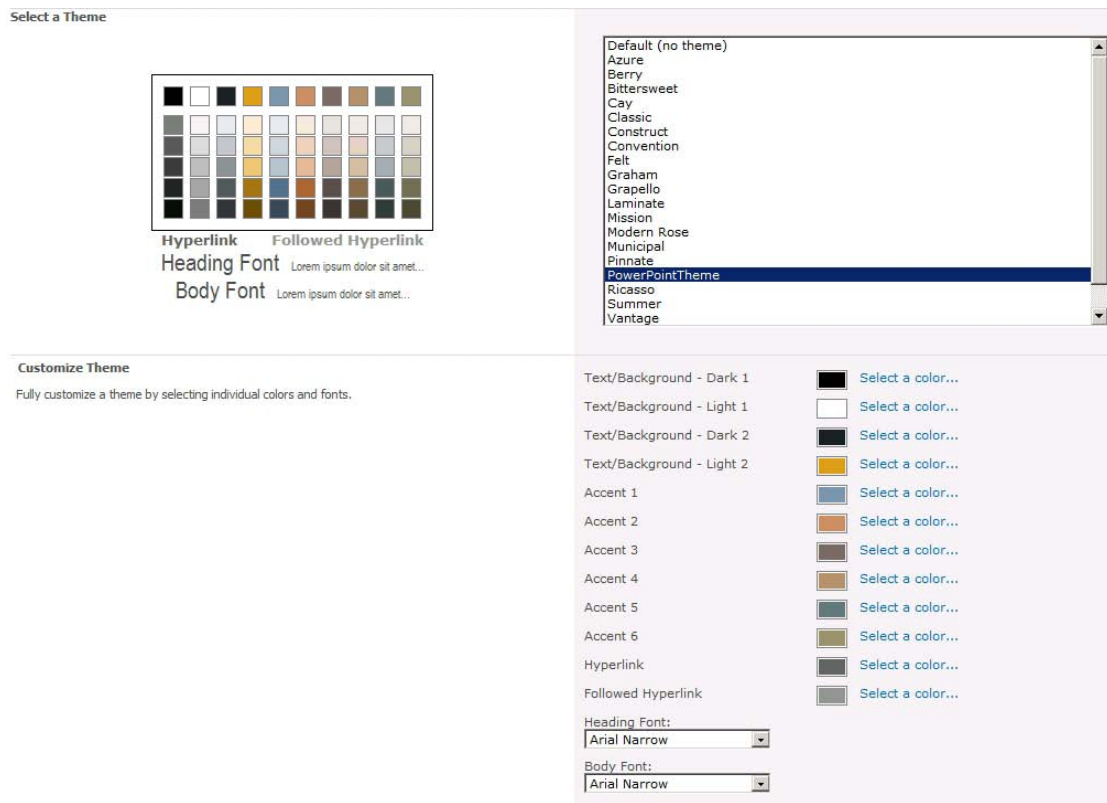 Select a Theme
Hyperlink Followed Hyperlink
Heading Font Lorem ipsum dolor sit amet...
Body Font Lorem ipsum dolor sit amet...
Default (no theme)
Azure
Berry
Bittersweet
Cay
Classic
Construct
Convention
Felt
Graham
Grapello
Laminate
Mission
Modern Rose
Municipal
Pinnate
PowerPointTheme
Ricasso
Summer
Vantage
Customize Theme
Fully customize a theme by selecting individual colors and fonts.
Text/Background - Dark 1 Select a color...
Text/Background - Light 1 Select a color...
Text/Background - Dark 2 Select a color...
Text/Background - Light 2 Select a color...
Accent 1 Select a color...
Accent 2 Select a color...
Accent 3 Select a color...
Accent 4 Select a color...
Accent 5 Select a color...
Accent 6 Select a color...
Hyperlink Select a color...
Followed Hyperlink Select a color...
Heading Font:
Arial Narrow
Body Font:
Arial Narrow